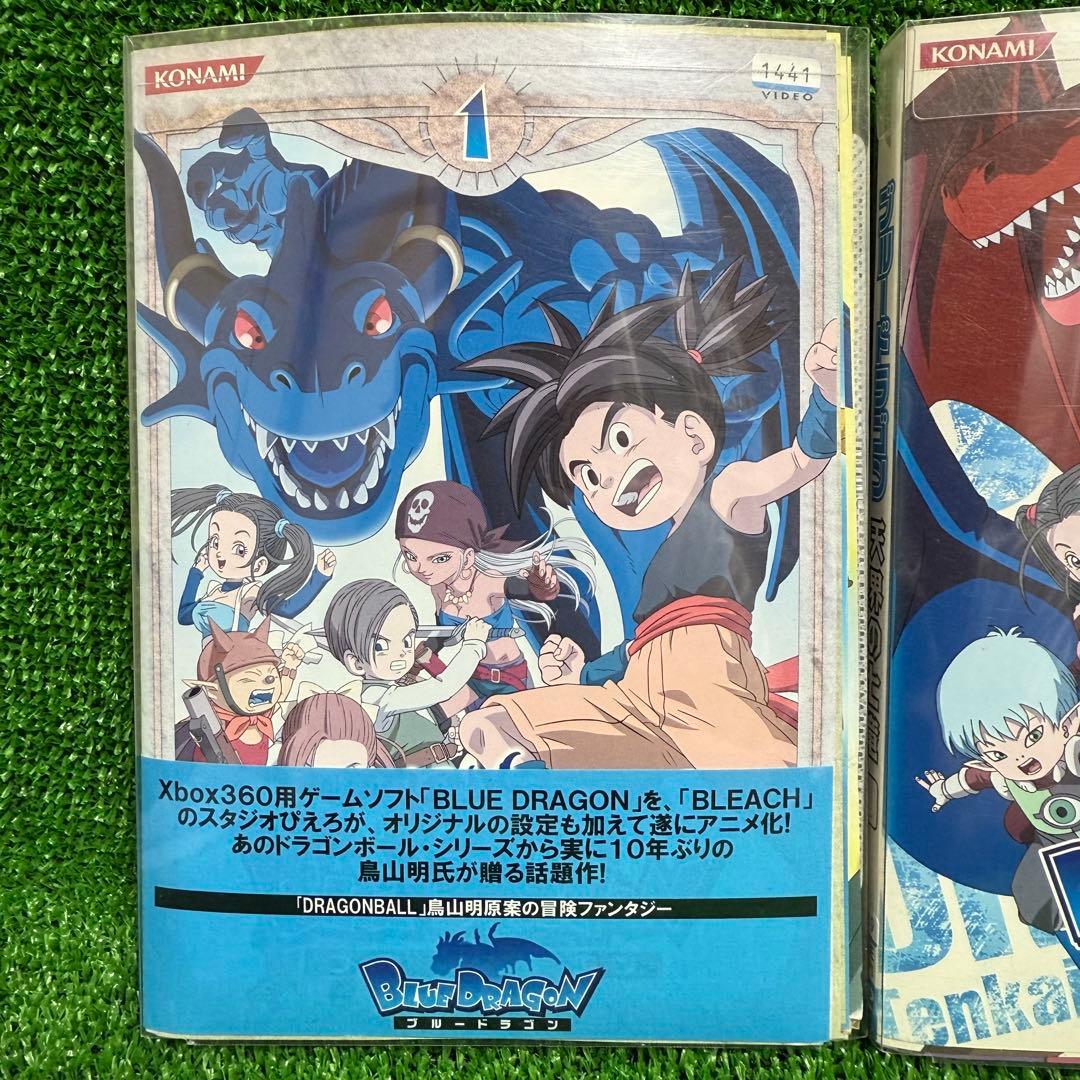 KONAMI
1
1441
VIDEO
Xbox360用ゲームソフト「BLUE DRAGON」を、「BLEACH」
のスタジオぴえろが、オリジナルの設定も加えて遂にアニメ化!
あのドラゴンボール・シリーズから実に10年ぶりの
鳥山明氏が贈る話題作!
「DRAGONBALL」鳥山明原案の冒険ファンタジー
BLUE DRAGON
ブルードラゴン
KONAMI
Tenkai